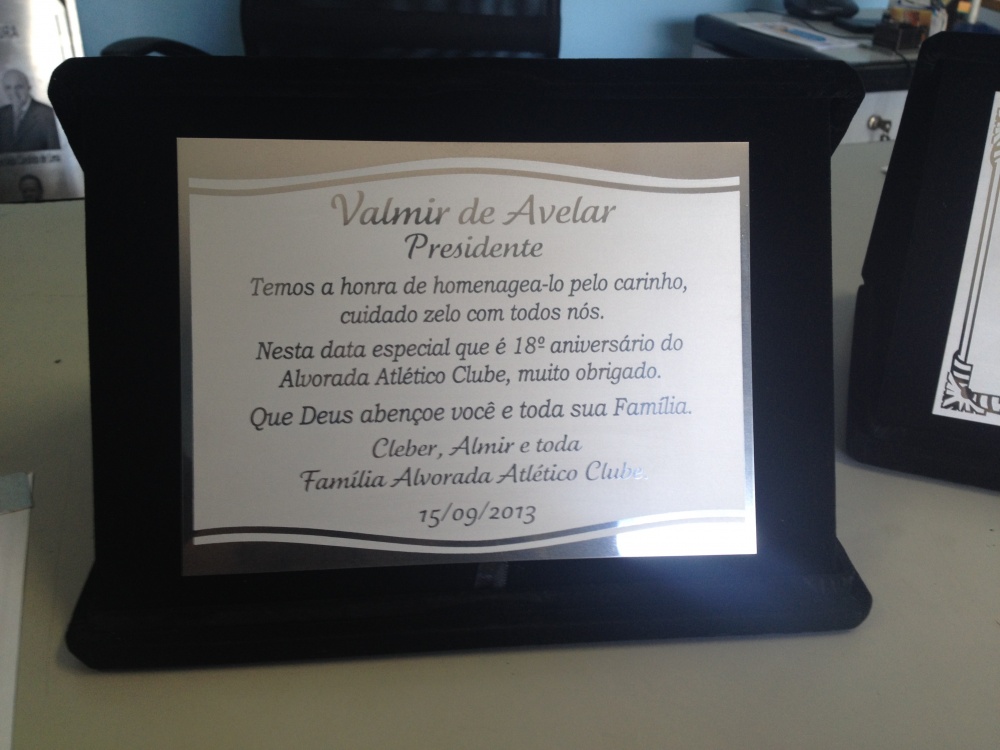 Valmir de Avelar
Presidente
Temos a honra de homenagea-lo pelo carinho,
cuidado zelo com todos nós.
Nesta data especial que é 18º aniversário do
Alvorada Atlético Clube, muito obrigado.
Que Deus abençoe você e toda sua Família.
Cleber, Almir e toda
Família Alvorada Atlético Clube.
15/09/2013